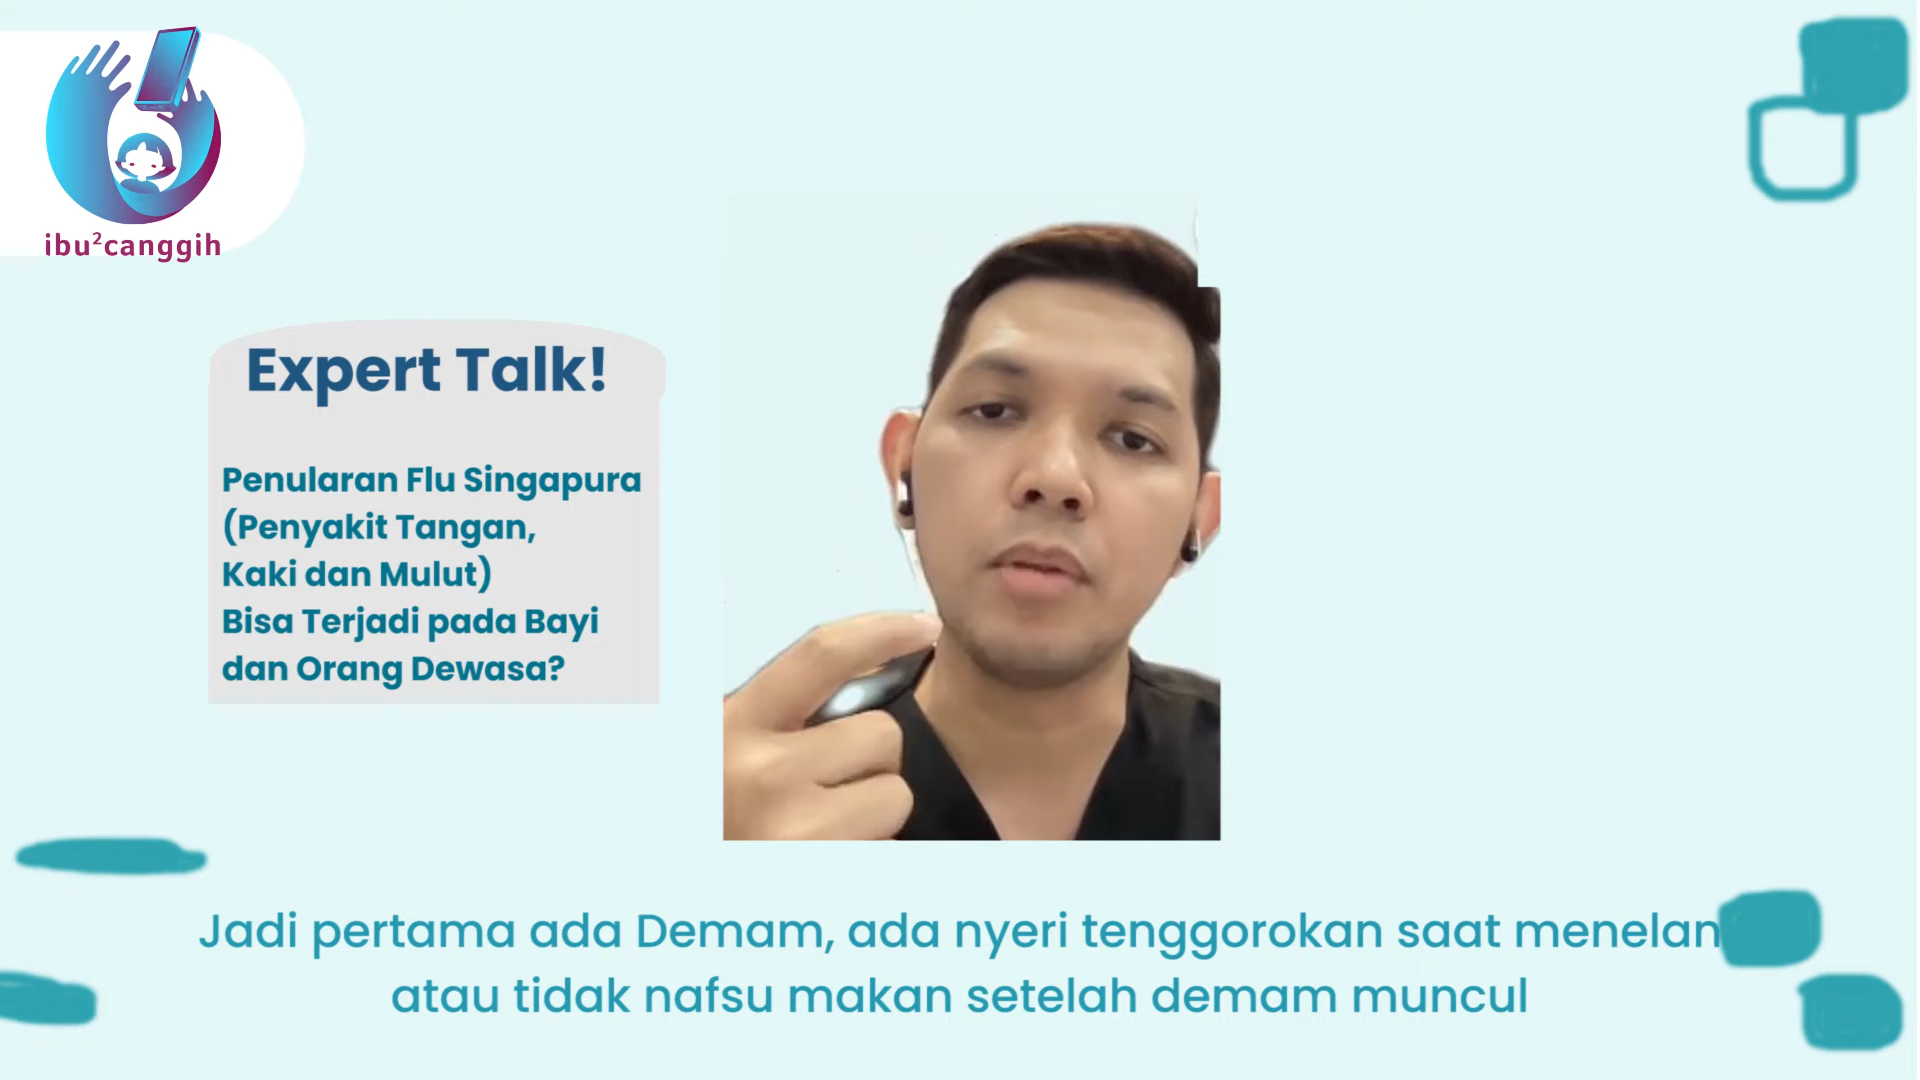 ibu²canggih
Expert Talk!
Penularan Flu Singapura
(Penyakit Tangan,
Kaki dan Mulut)
Bisa Terjadi pada Bayi
dan Orang Dewasa?
Jadi pertama ada Demam, ada nyeri tenggorokan saat menelan
atau tidak nafsu makan setelah demam muncul